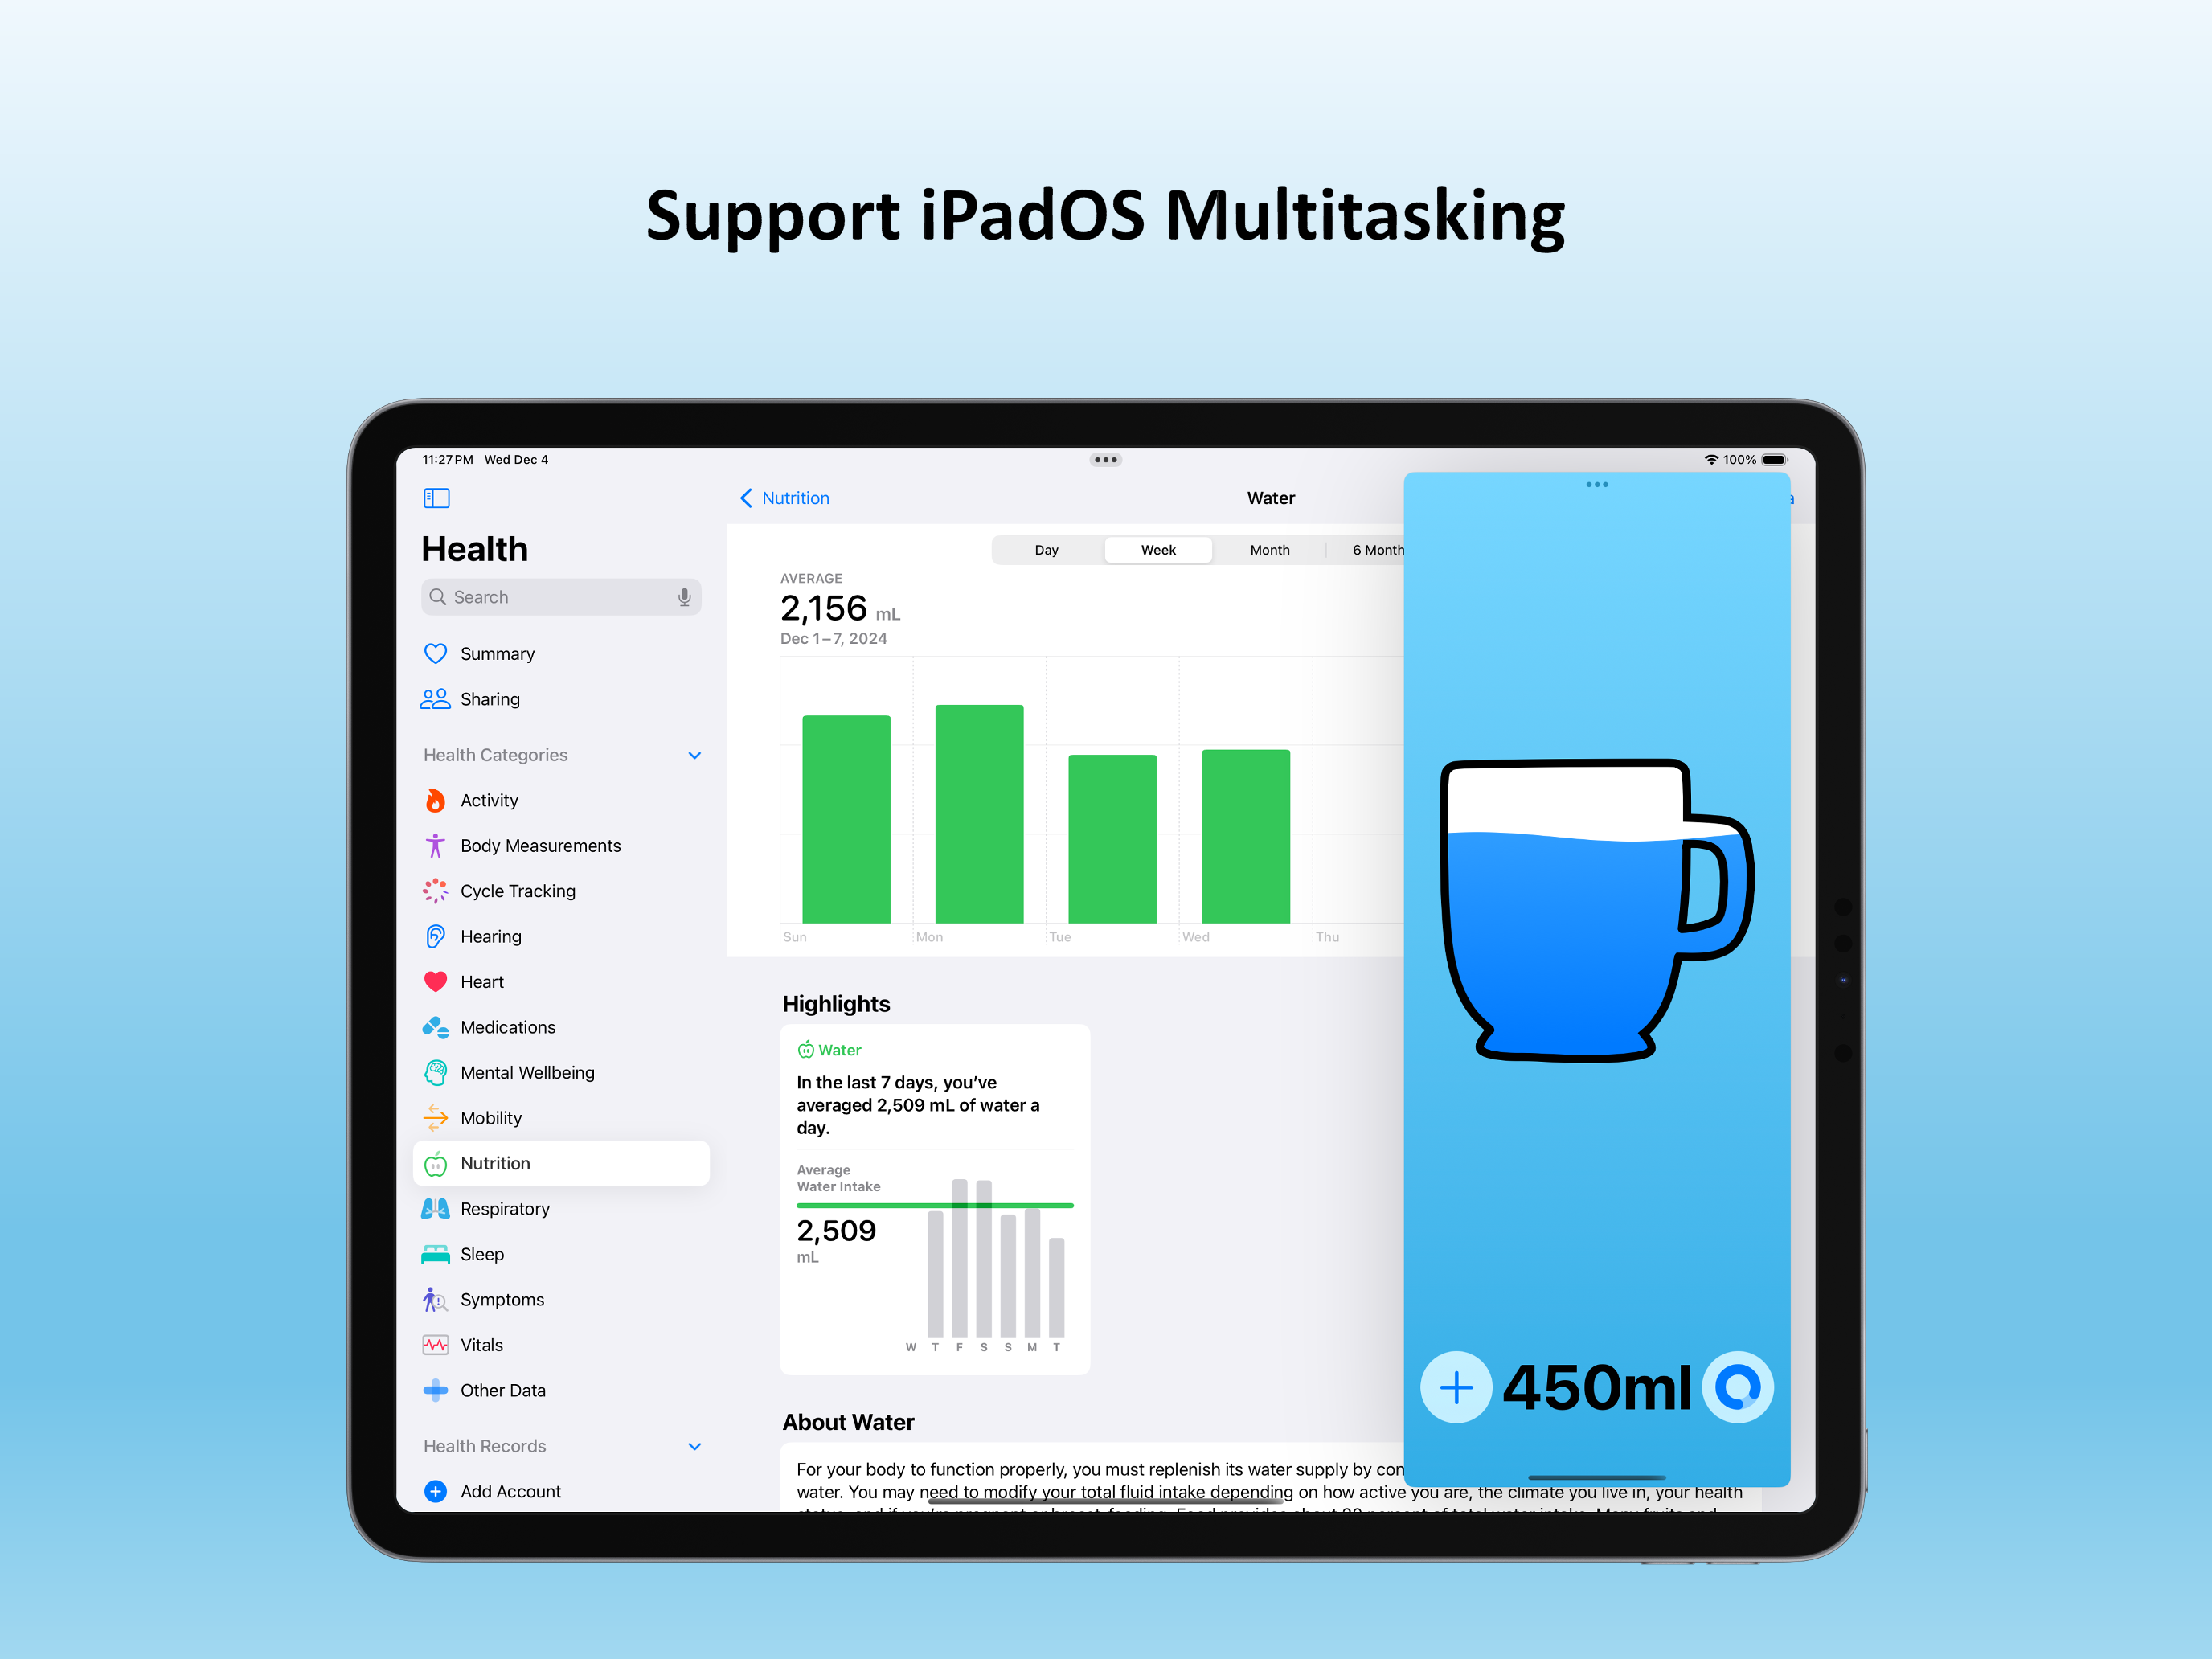 Support iPadOS Multitasking
11:27 PM Wed Dec 4
100%
Health
Search
Summary
Sharing
Health Categories
Activity
Body Measurements
Cycle Tracking
Hearing
Heart
Medications
Mental Wellbeing
Mobility
Nutrition
Respiratory
Sleep
Symptoms
Vitals
Other Data
Health Records
Add Account
Nutrition
Water
Day
Week
Month
6 Month
AVERAGE
2,156 mL
Dec 1–7, 2024
Sun
Mon
Tue
Wed
Thu
Highlights
Water
In the last 7 days, you’ve
averaged 2,509 mL of water a
day.
Average
Water Intake
2,509
mL
W T F S S M T
About Water
For your body to function properly, you must replenish its water supply by con
water. You may need to modify your total fluid intake depending on how active you are, the climate you live in, your health
450ml